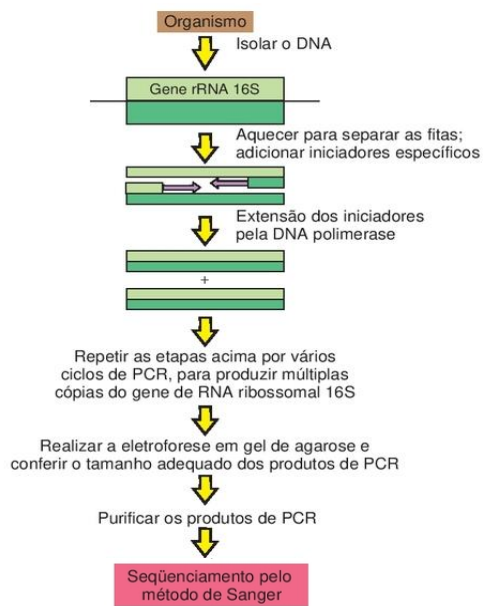 Organismo
Isolar o DNA
Gene rRNA 16S
Aquecer para separar as fitas;
adicionar iniciadores específicos
Extensão dos iniciadores
pela DNA polimerase
+
Repetir as etapas acima por vários
ciclos de PCR, para produzir múltiplas
cópias do gene de RNA ribossomal 16S
Realizar a eletroforese em gel de agarose e
conferir o tamanho adequado dos produtos de PCR
Purificar os produtos de PCR
Seqüenciamento pelo
método de Sanger